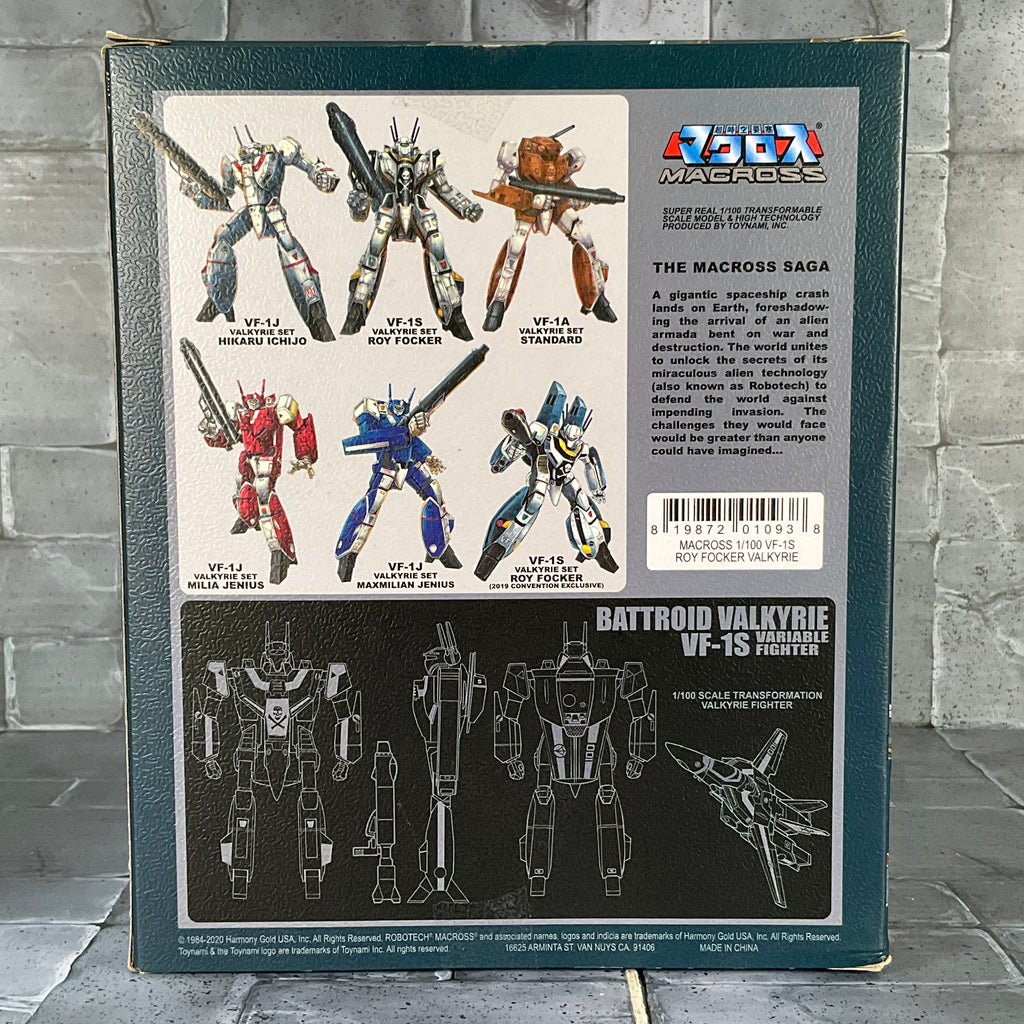 VF-1J
VALKYRIE SET
HIKARU ICHIJO
VF-1S
VALKYRIE SET
ROY FOCKER
VF-1A
VALKYRIE SET
STANDARD
VF-1J
VALKYRIE SET
MILIA JENIUS
VF-1J
VALKYRIE SET
MAXMILIAN JENIUS
VF-1S
VALKYRIE SET
ROY FOCKER
(2019 CONVENTION EXCLUSIVE)
超時空要塞
マクロス®
MACROSS
SUPER REAL 1/100 TRANSFORMABLE
SCALE MODEL & HIGH TECHNOLOGY
PRODUCED BY TOYNAMI, INC.
THE MACROSS SAGA
A gigantic spaceship crash
lands on Earth, foreshadow-
ing the arrival of an alien
armada bent on war and
destruction. The world unites
to unlock the secrets of its
miraculous alien technology
(also known as Robotech) to
defend the world against
impending invasion. The
challenges they would face
would be greater than anyone
could have imagined...
8 19872 01093 8
MACROSS 1/100 VF-1S
ROY FOCKER VALKYRIE
BATTROID VALKYRIE
VF-1S VARIABLE
FIGHTER
1/100 SCALE TRANSFORMATION
VALKYRIE FIGHTER
© 1984-2020 Harmony Gold USA, Inc. All Rights Reserved. ROBOTECH® MACROSS® and associated names, logos and indicia are trademarks of Harmony Gold USA, Inc. All Rights Reserved.
Toynami & the Toynami logo are trademarks of Toynami Inc. All rights reserved. 16625 ARMINTA ST. VAN NUYS CA. 91406 MADE IN CHINA